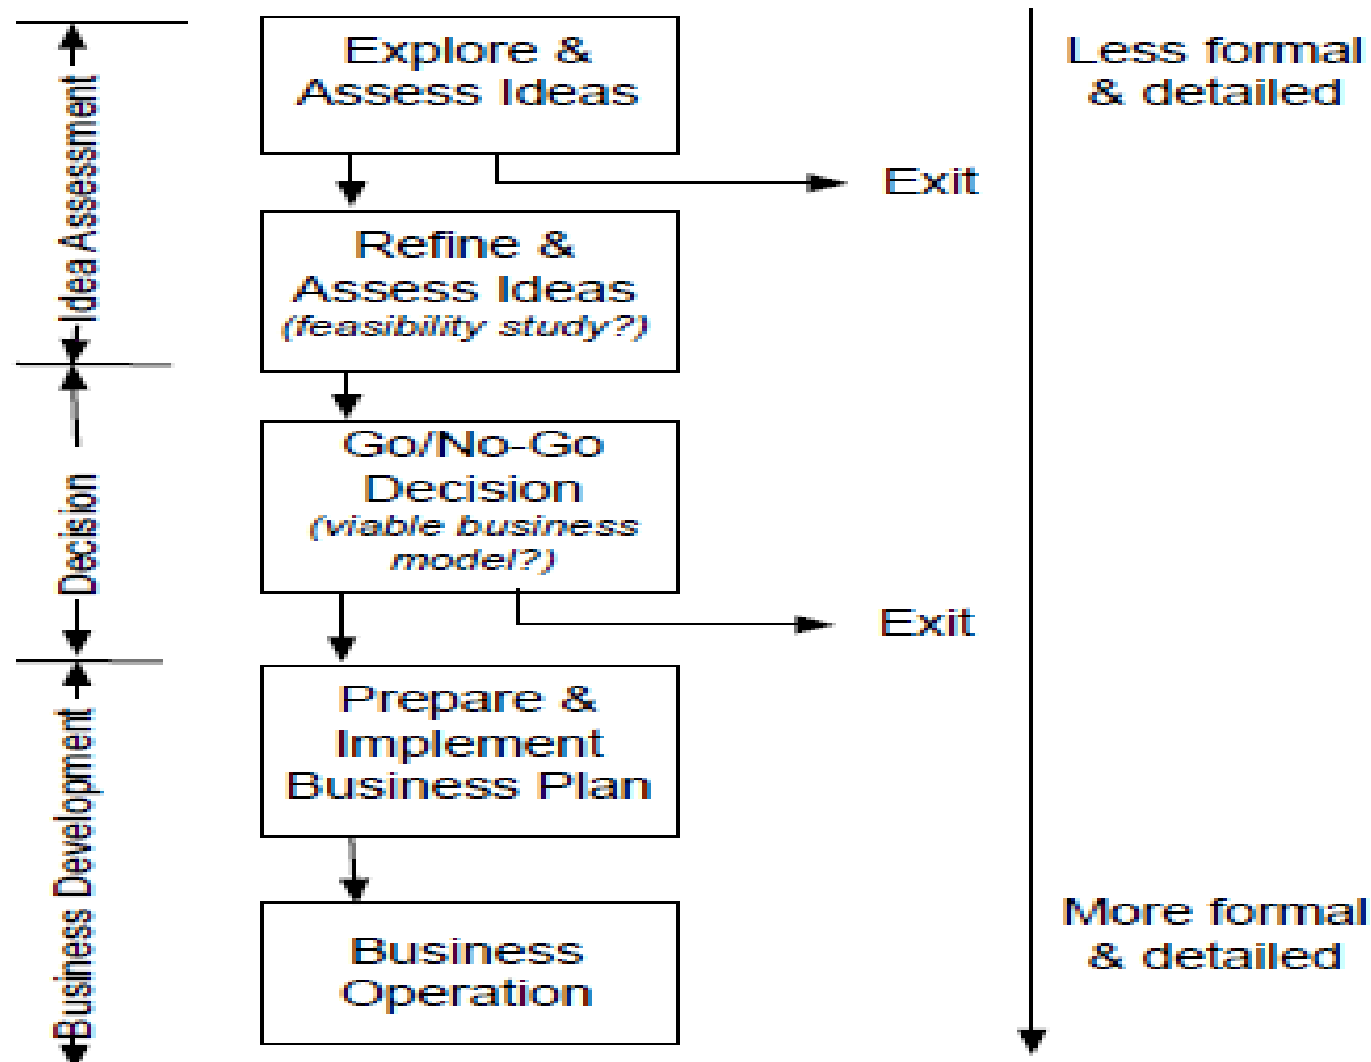 Explore &
Assess Ideas
Less formal
& detailed
Exit
Idea Assessment
Refine &
Assess Ideas
(feasibility study?)
Go/No-Go
Decision
(viable business
model?)
Decision
Exit
Prepare &
Implement
Business Plan
Business Development
Business
Operation
More formal
& detailed